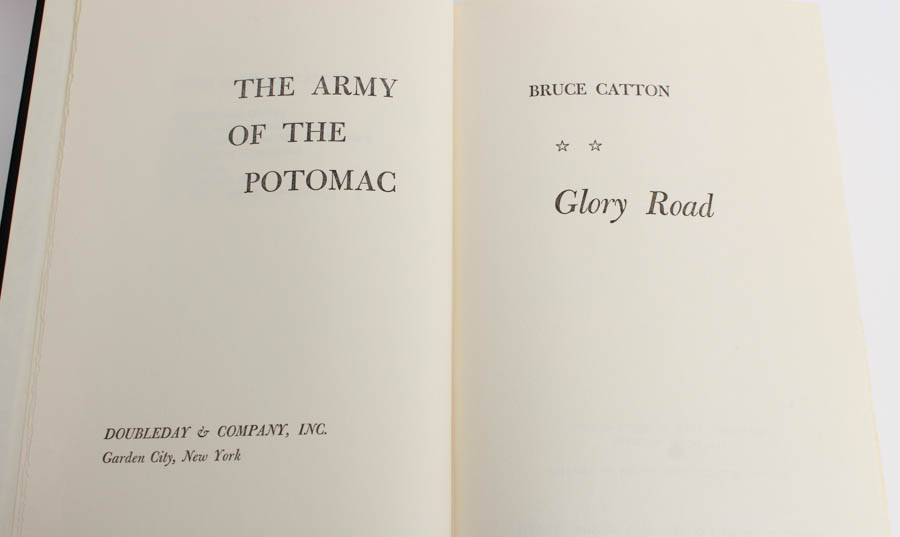 THE ARMY
OF THE
POTOMAC
DOUBLEDAY & COMPANY, INC.
Garden City, New York
BRUCE CATTON
☆ ☆
Glory Road